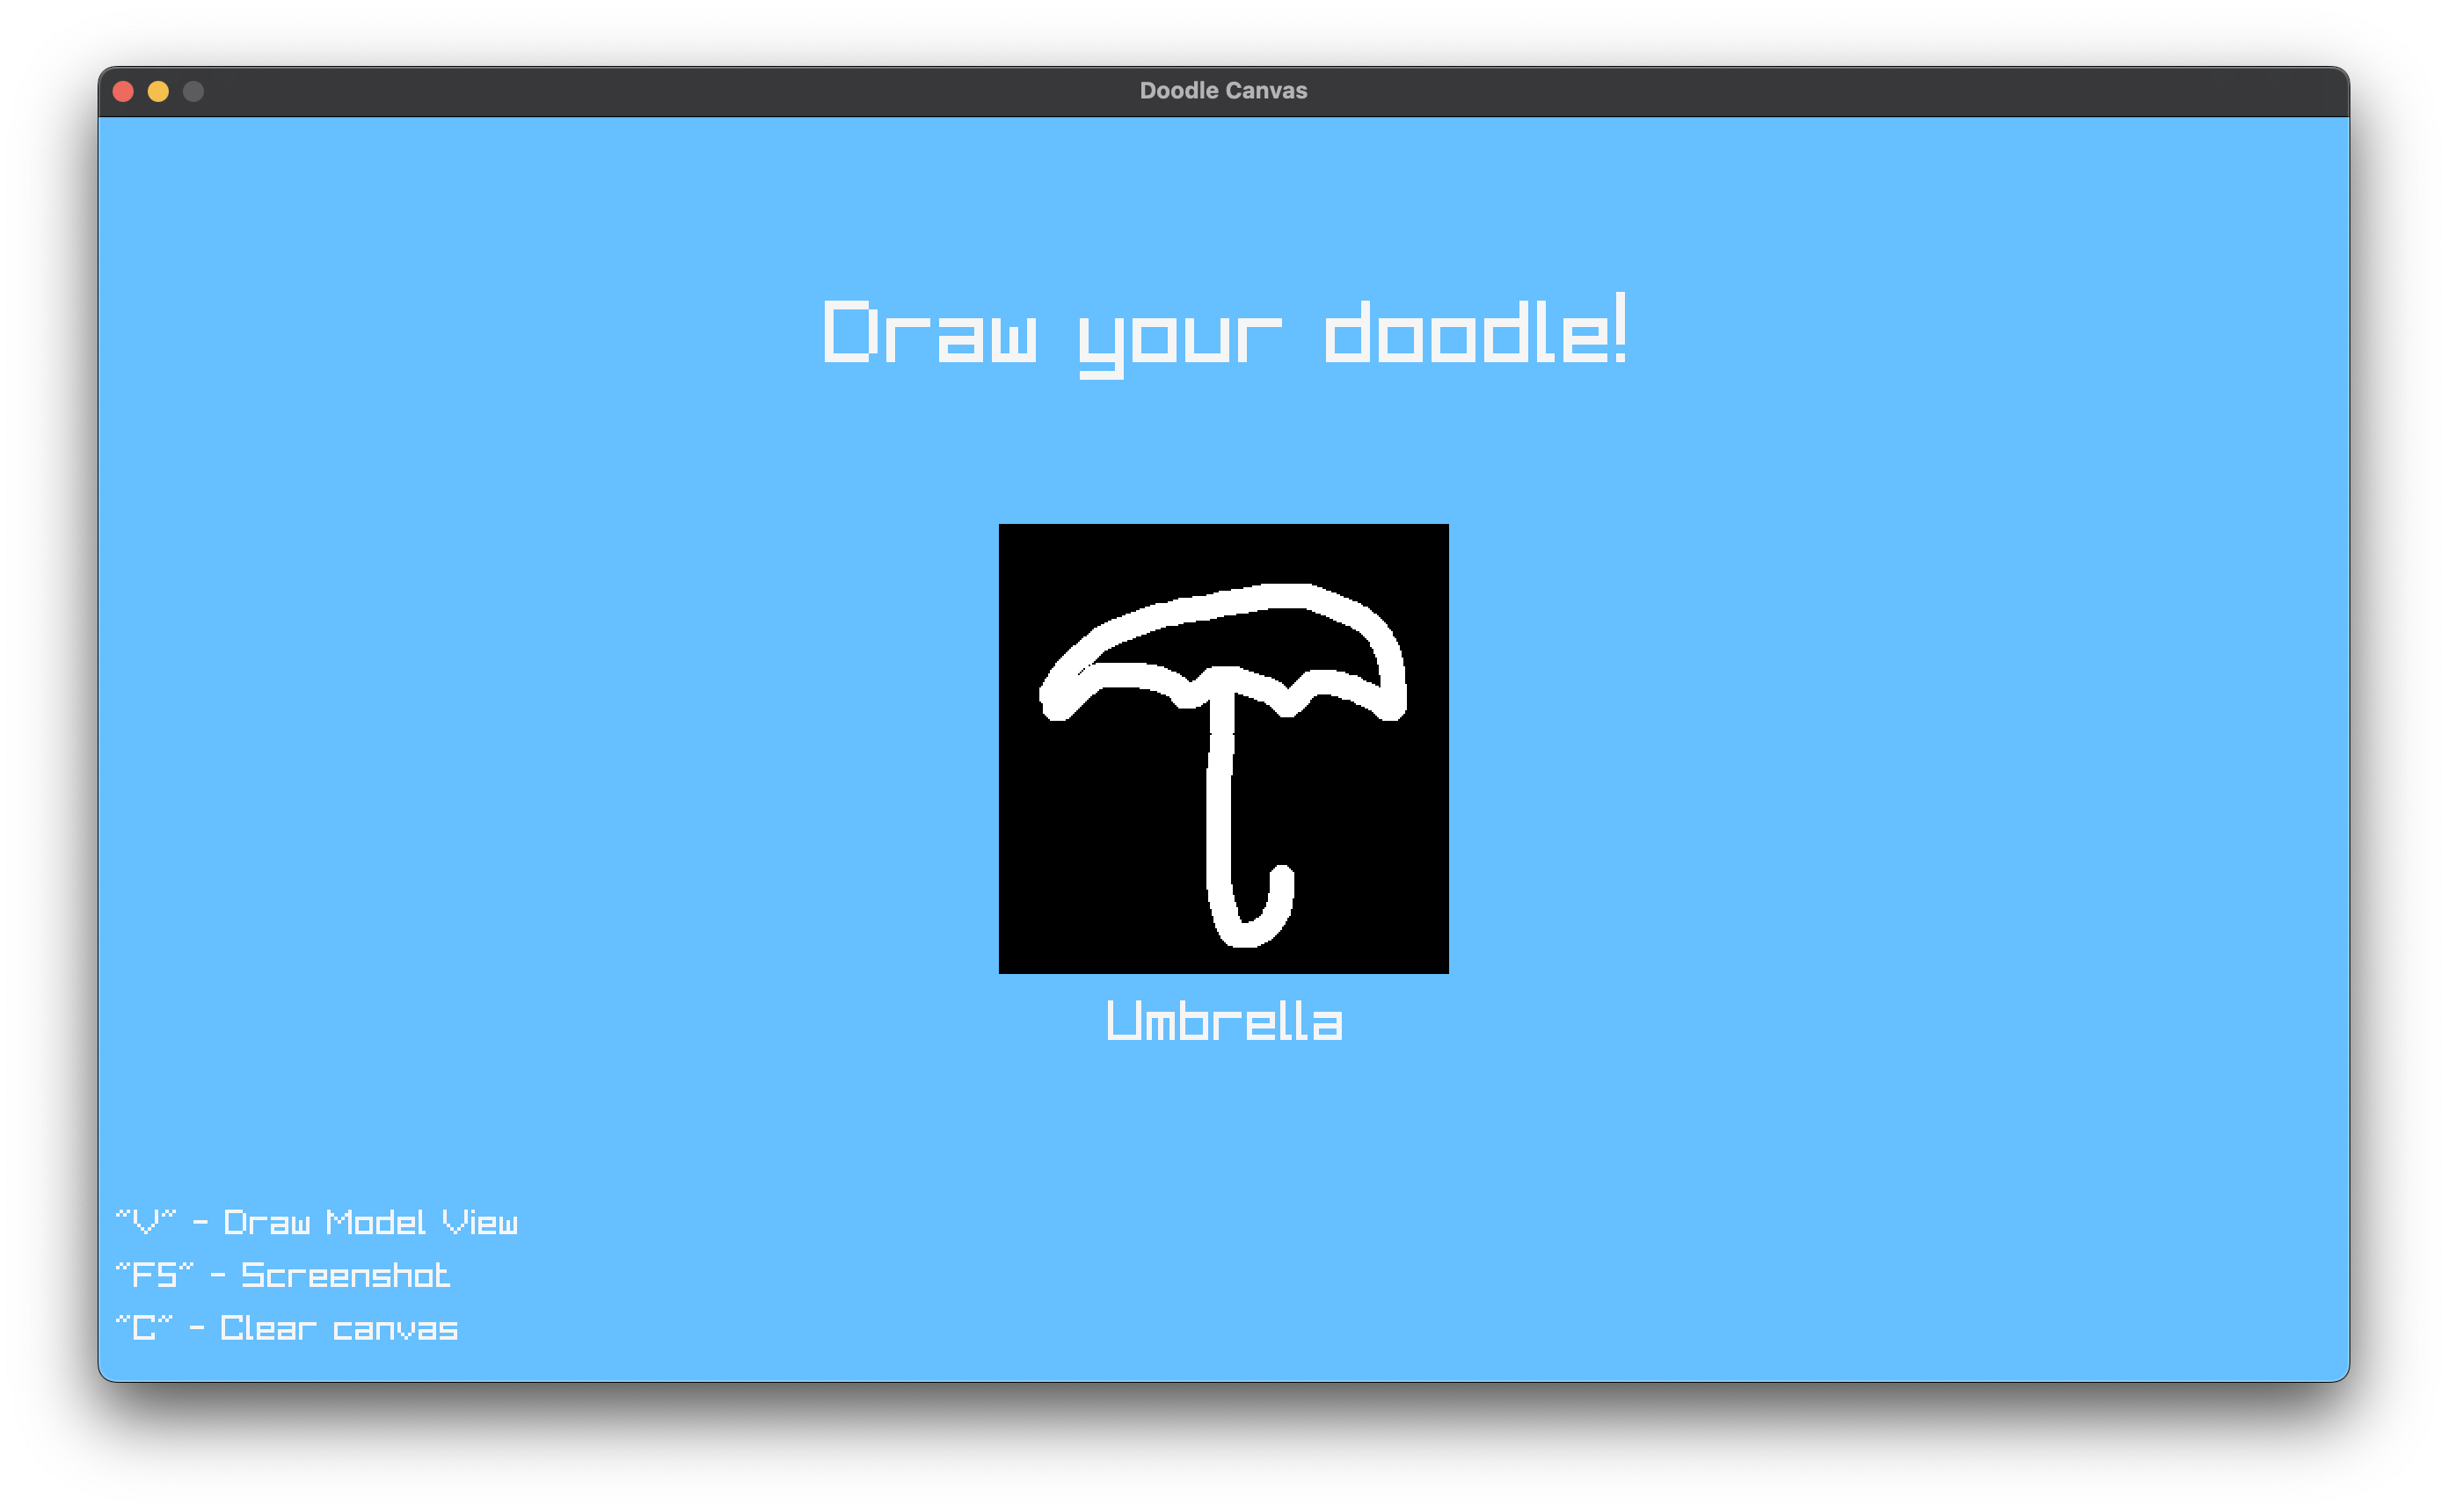 Doodle Canvas
Draw your doodle!
Umbrella
"V" - Draw Model View
"F5" - Screenshot
"C" - Clear canvas